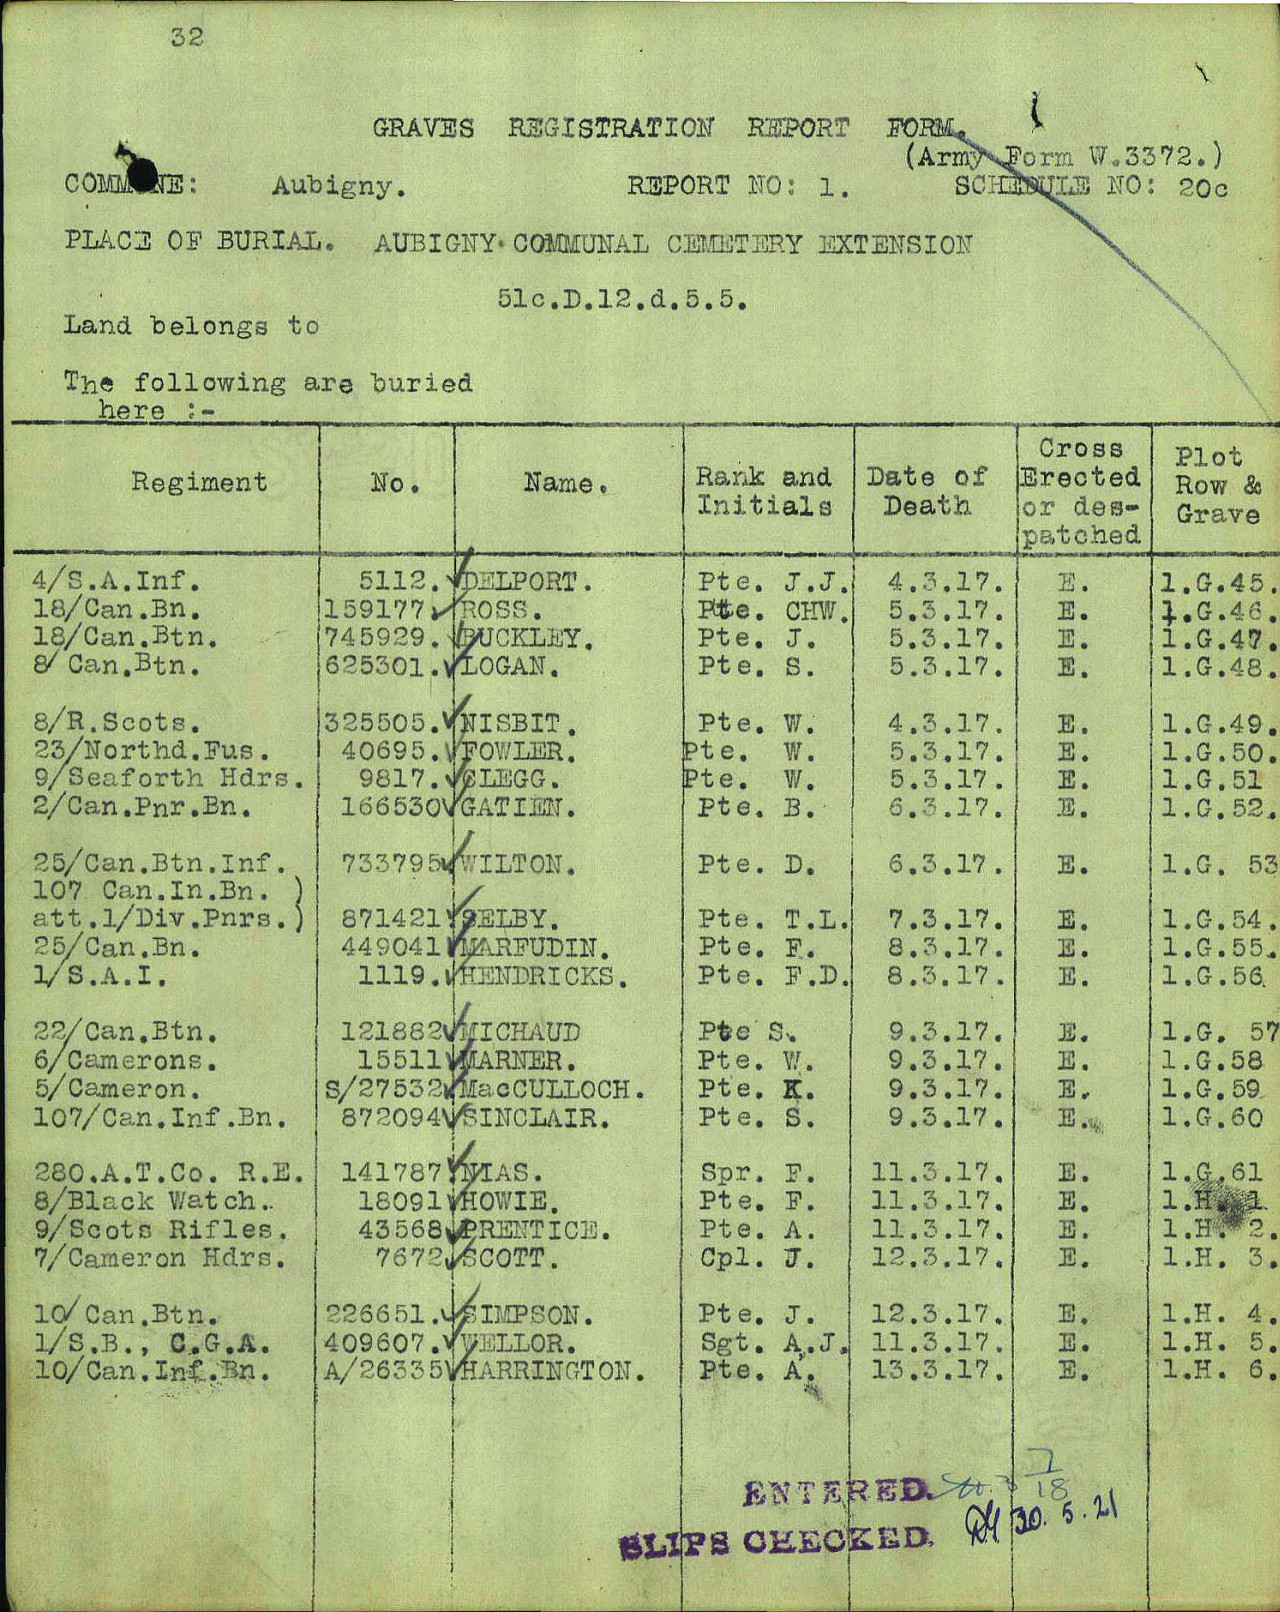 32
GRAVES REGISTRATION REPORT FORM.
(Army Form W.3372.)
COMMUNE: Aubigny. REPORT NO: 1. SCHEDULE NO: 20c
PLACE OF BURIAL. AUBIGNY COMMUNAL CEMETERY EXTENSION
51c.D.12.d.5.5.
Land belongs to
The following are buried
here :-
Regiment No. Name. Rank and Initials Date of Death Cross Erected or des-patched Plot Row & Grave
4/S.A.Inf. 5112. DELPORT. Pte. J.J. 4.3.17. E. 1.G.45.
18/Can.Bn. 159177. ROSS. Pte. CHW. 5.3.17. E. 1.G.46.
18/Can.Btn. 745929. BUCKLEY. Pte. J. 5.3.17. E. 1.G.47.
8/ Can.Btn. 625301. LOGAN. Pte. S. 5.3.17. E. 1.G.48.
8/R.Scots. 325505. NISBIT. Pte. W. 4.3.17. E. 1.G.49.
23/Northd.Fus. 40695. FOWLER. Pte. W. 5.3.17. E. 1.G.50.
9/Seaforth Hdrs. 9817. CLEGG. Pte. W. 5.3.17. E. 1.G.51
2/Can.Pnr.Bn. 166530 GATIEN. Pte. B. 6.3.17. E. 1.G.52.
25/Can.Btn.Inf. 733795 WILTON. Pte. D. 6.3.17. E. 1.G. 53
107 Can.In.Bn. )
att.1/Div.Pnrs.) 871421 SELBY. Pte. T.L. 7.3.17. E. 1.G.54.
25/Can.Bn. 449041 MARFUDIN. Pte. F. 8.3.17. E. 1.G.55.
1/S.A.I. 1119. HENDRICKS. Pte. F.D. 8.3.17. E. 1.G.56
22/Can.Btn. 121882 MICHAUD Pte S. 9.3.17. E. 1.G. 57
6/Camerons. 15511 MARNER. Pte. W. 9.3.17. E. 1.G.58
5/Cameron. S/27532 MacCULLOCH. Pte. K. 9.3.17. E. 1.G.59
107/Can.Inf.Bn. 872094 SINCLAIR. Pte. S. 9.3.17. E. 1.G.60
280.A.T.Co. R.E. 141787 NIAS. Spr. F. 11.3.17. E. 1.G.61
8/Black Watch. 18091 HOWIE. Pte. F. 11.3.17. E. 1.H. 1.
9/Scots Rifles. 43568 PRENTICE. Pte. A. 11.3.17. E. 1.H. 2.
7/Cameron Hdrs. 7672 SCOTT. Cpl. J. 12.3.17. E. 1.H. 3.
10/ Can.Btn. 226651. SIMPSON. Pte. J. 12.3.17. E. 1.H. 4.
1/S.B., C.G.A. 409607. VELLOR. Sgt. A.J. 11.3.17. E. 1.H. 5.
10/Can.Inf.Bn. A/26335 HARRINGTON. Pte. A. 13.3.17. E. 1.H. 6.
ENTERED. 7/18
SLIPS CHECKED. 30.5.21